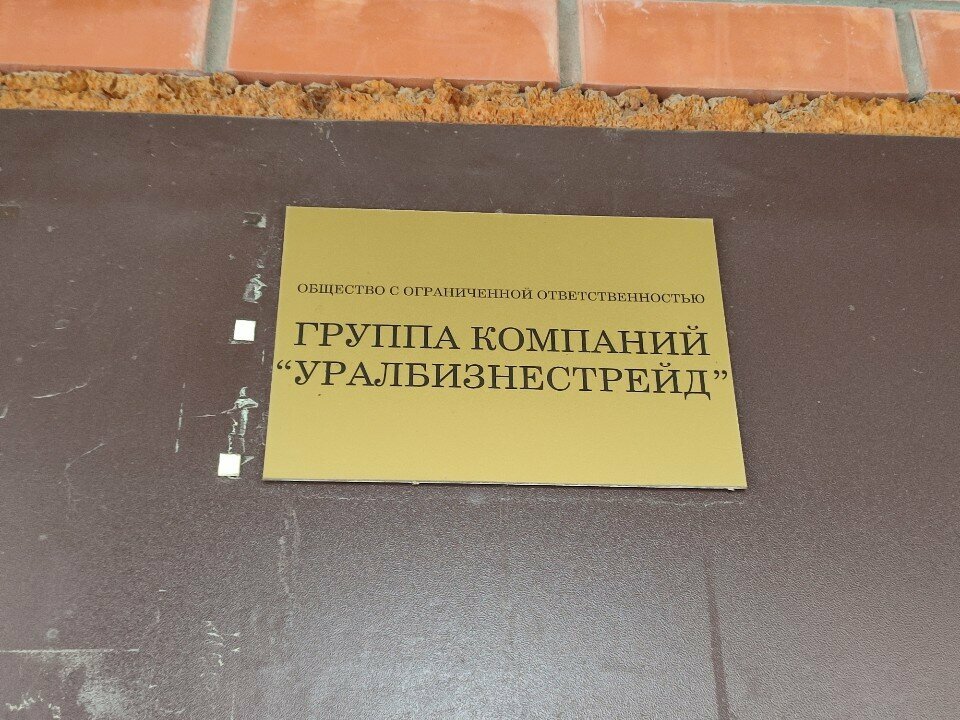 ОБЩЕСТВО С ОГРАНИЧЕННОЙ ОТВЕТСТВЕННОСТЬЮ
ГРУППА КОМПАНИЙ
“УРАЛБИЗНЕСТРЕЙД”